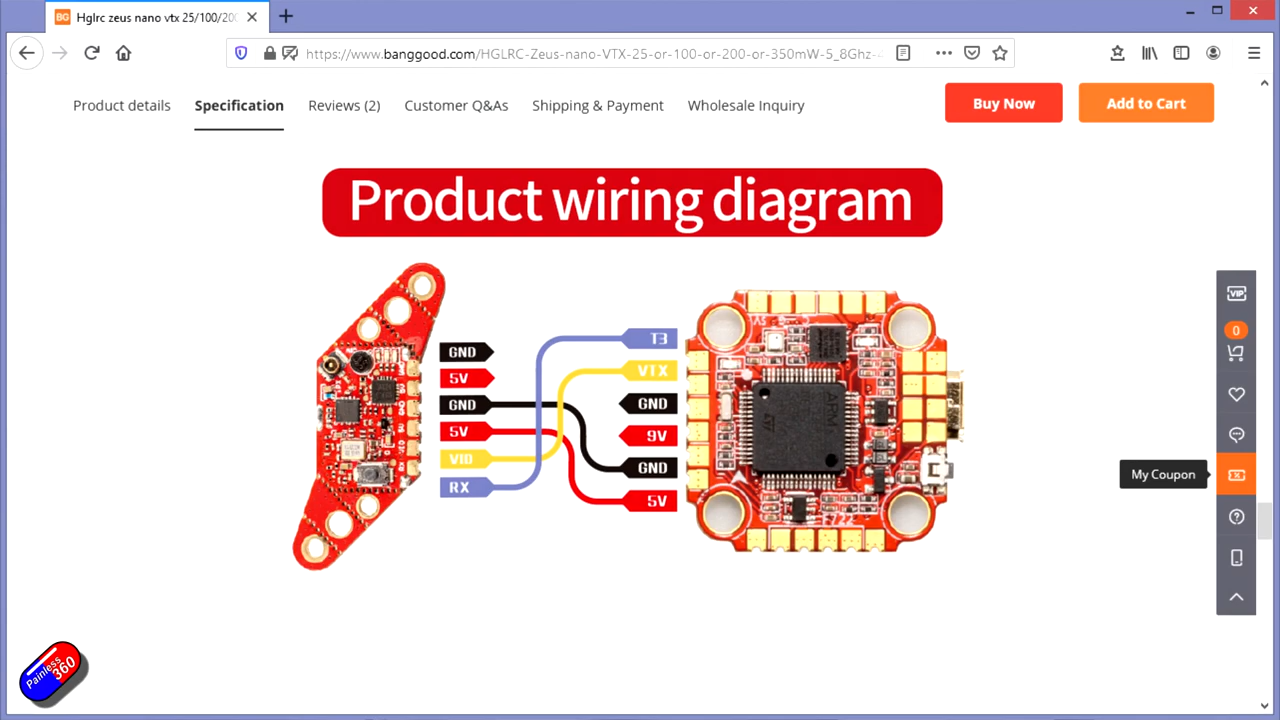 Hglrc zeus nano vtx 25/100/200
https://www.banggood.com/HGLRC-Zeus-nano-VTX-25-or-100-or-200-or-350mW-5_8Ghz-
Product details
Specification
Reviews (2)
Customer Q&As
Shipping & Payment
Wholesale Inquiry
Buy Now
Add to Cart
Product wiring diagram
GND
5V
GND
5V
VID
RX
T3
VTX
GND
9V
GND
5V
ARM
F722
VIP
0
My Coupon
Painless
360